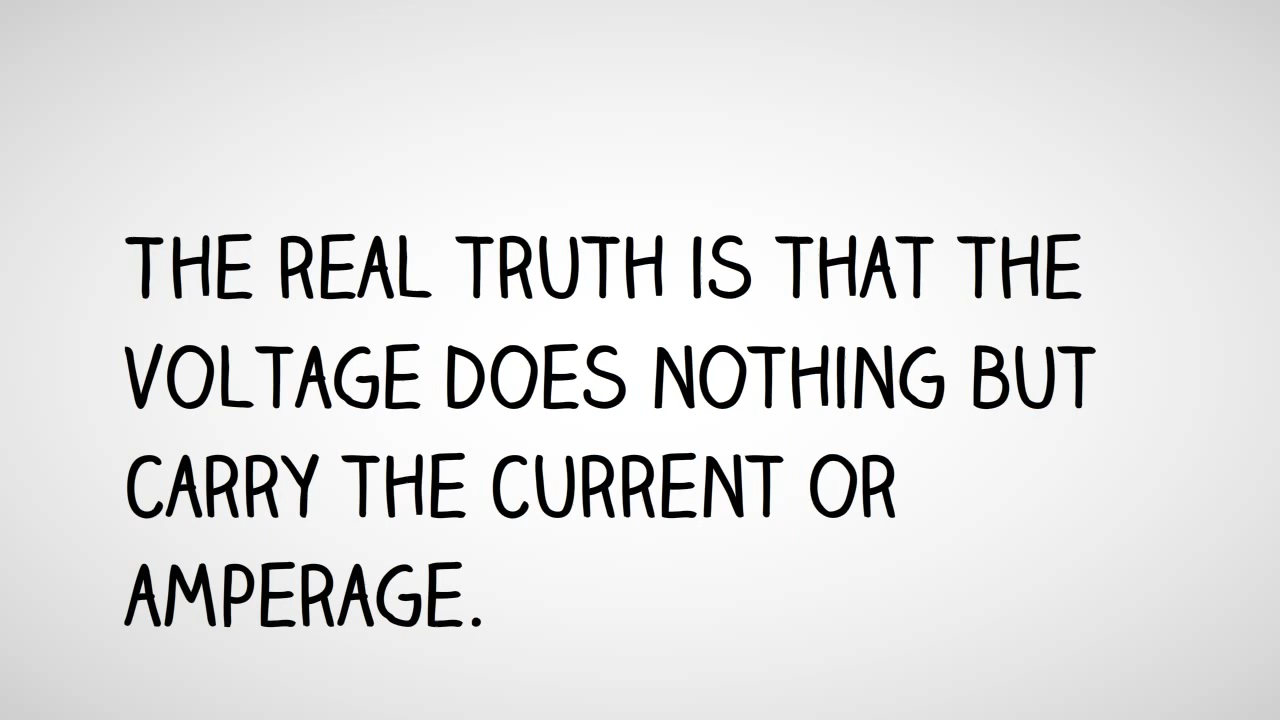 THE REAL TRUTH IS THAT THE
VOLTAGE DOES NOTHING BUT
CARRY THE CURRENT OR
AMPERAGE.